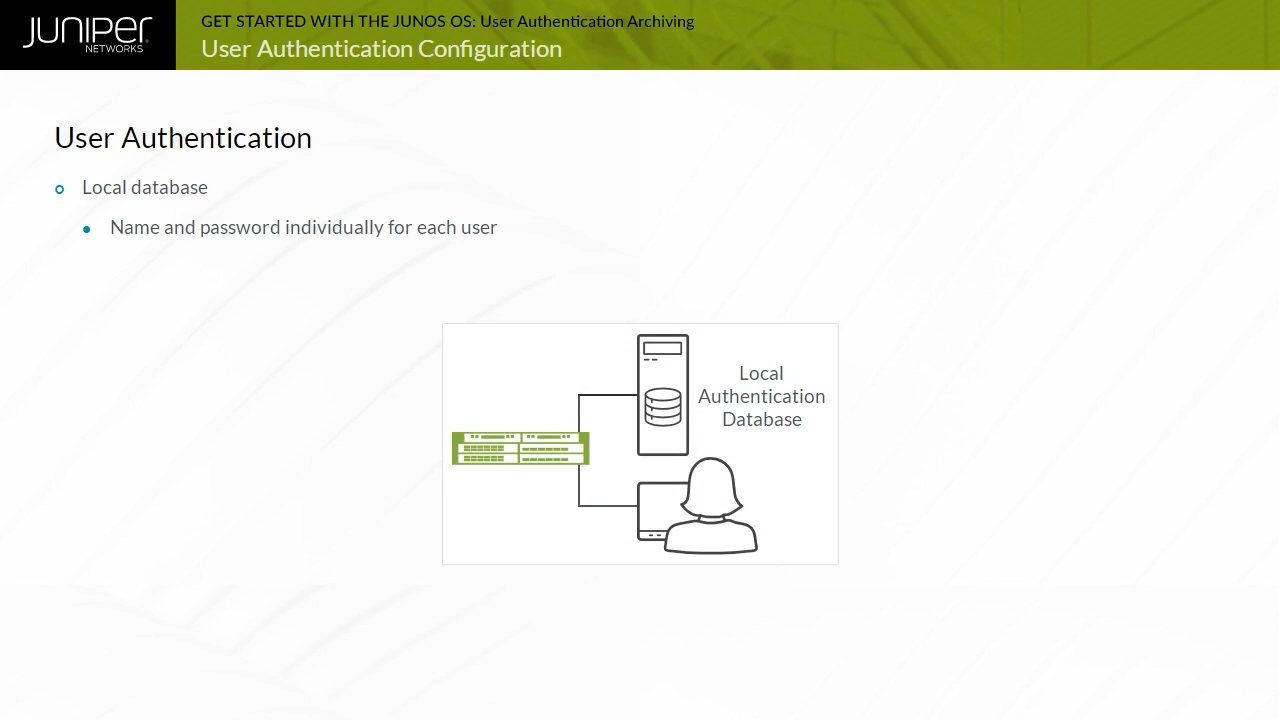 JUNIPER
NETWORKS
GET STARTED WITH THE JUNOS OS: User Authentication Archiving
User Authentication Configuration
User Authentication
Local database
Name and password individually for each user
Local
Authentication
Database